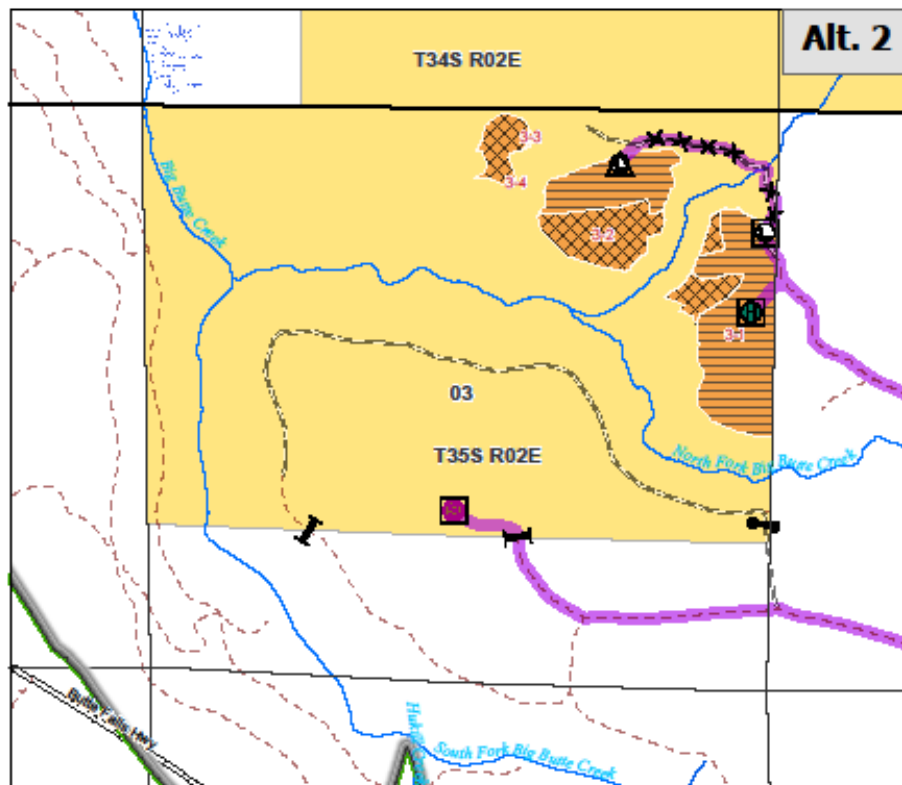 Alt. 2
T34S R02E
3-3
3-4
Big Butte Creek
3-2
3-1
03
T35S R02E
North Fork Big Butte Creek
Butte Falls Hwy
South Fork Big Butte Creek